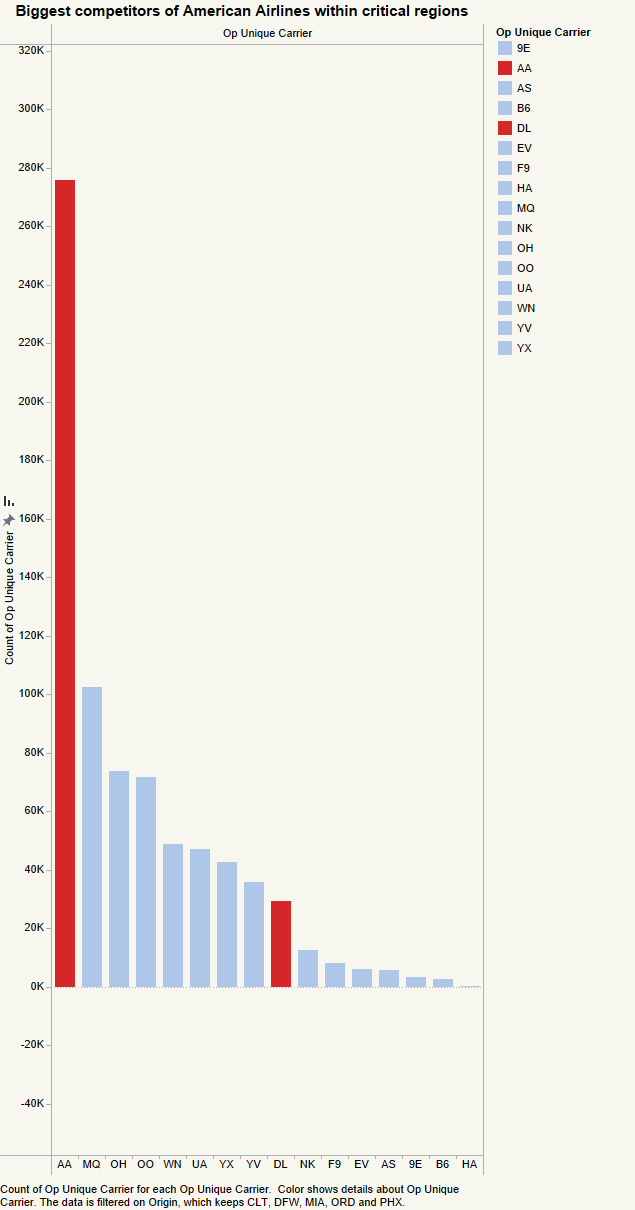 Biggest competitors of American Airlines within critical regions
Op Unique Carrier
320K
300K
280K
260K
240K
220K
200K
180K
160K
140K
120K
100K
80K
60K
40K
20K
0K
-20K
-40K
Count of Op Unique Carrier
AA MQ OH OO WN UA YX YV DL NK F9 EV AS 9E B6 HA
Op Unique Carrier
9E
AA
AS
B6
DL
EV
F9
HA
MQ
NK
OH
OO
UA
WN
YV
YX
Count of Op Unique Carrier for each Op Unique Carrier.  Color shows details about Op Unique
Carrier. The data is filtered on Origin, which keeps CLT, DFW, MIA, ORD and PHX.